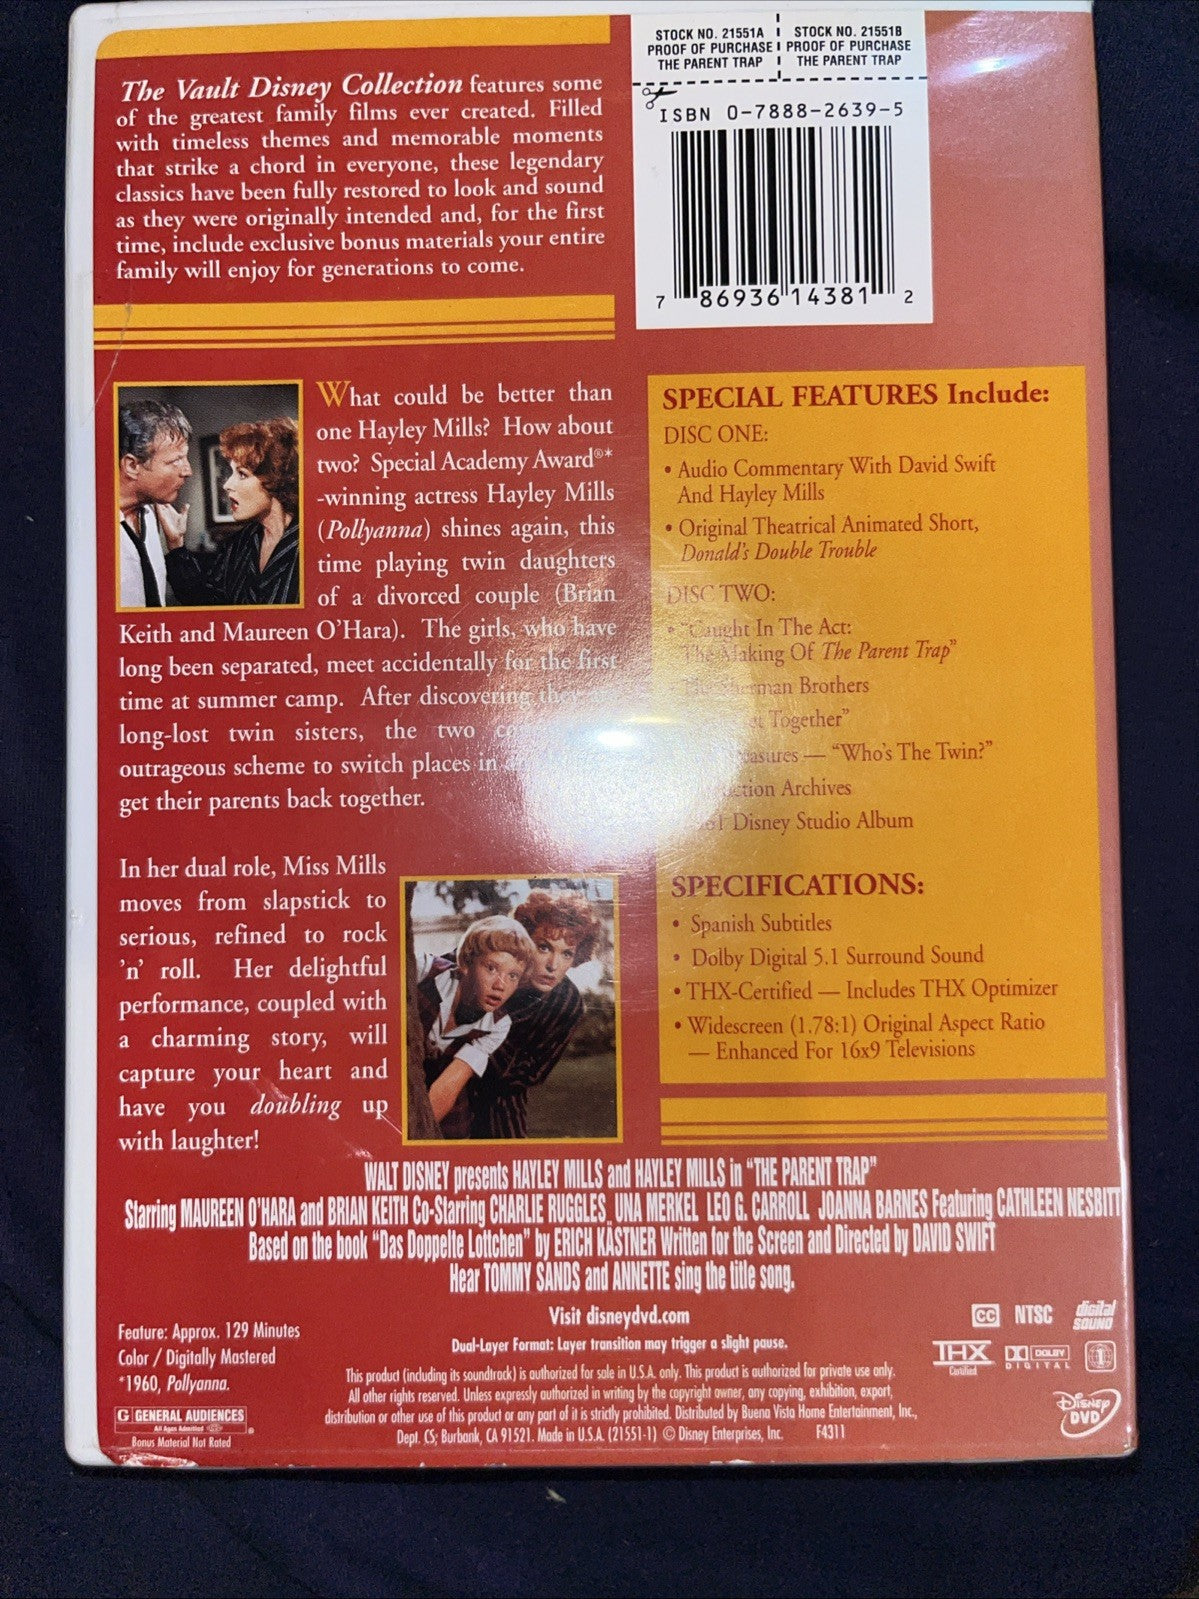 The Vault Disney Collection features some
of the greatest family films ever created. Filled
with timeless themes and memorable moments
that strike a chord in everyone, these legendary
classics have been fully restored to look and sound
as they were originally intended and, for the first
time, include exclusive bonus materials your entire
family will enjoy for generations to come.
STOCK NO. 21551A
PROOF OF PURCHASE
THE PARENT TRAP
STOCK NO. 21551B
PROOF OF PURCHASE
THE PARENT TRAP
ISBN 0-7888-2639-5
7 86936 14381 2
What could be better than
one Hayley Mills? How about
two? Special Academy Award®*
-winning actress Hayley Mills
(Pollyanna) shines again, this
time playing twin daughters
of a divorced couple (Brian
Keith and Maureen O'Hara). The girls, who have
long been separated, meet accidentally for the first
time at summer camp. After discovering
long-lost twin sisters, the two
outrageous scheme to switch places in
get their parents back together.
In her dual role, Miss Mills
moves from slapstick to
serious, refined to rock
'n' roll. Her delightful
performance, coupled with
a charming story, will
capture your heart and
have you doubling up
with laughter!
SPECIAL FEATURES Include:
DISC ONE:
• Audio Commentary With David Swift
And Hayley Mills
• Original Theatrical Animated Short,
Donald's Double Trouble
DISC TWO:
• "Caught In The Act:
The Making Of The Parent Trap"
Sherman Brothers
Together"
— "Who's The Twin?"
Archives
Disney Studio Album
SPECIFICATIONS:
• Spanish Subtitles
• Dolby Digital 5.1 Surround Sound
• THX-Certified — Includes THX Optimizer
• Widescreen (1.78:1) Original Aspect Ratio
— Enhanced For 16x9 Televisions
WALT DISNEY presents HAYLEY MILLS and HAYLEY MILLS in "THE PARENT TRAP"
Starring MAUREEN O'HARA and BRIAN KEITH Co-Starring CHARLIE RUGGLES UNA MERKEL LEO G. CARROLL JOANNA BARNES Featuring CATHLEEN NESBITT
Based on the book "Das Doppelte Lottchen" by ERICH KÄSTNER Written for the Screen and Directed by DAVID SWIFT
Hear TOMMY SANDS and ANNETTE sing the title song.
Visit disneydvd.com
Dual-Layer Format: Layer transition may trigger a slight pause.
Feature: Approx. 129 Minutes
Color / Digitally Mastered
*1960, Pollyanna.
G GENERAL AUDIENCES
All Ages Admitted
Bonus Material Not Rated
This product (including its soundtrack) is authorized for sale in U.S.A. only. This product is authorized for private use only.
All other rights reserved. Unless expressly authorized in writing by the copyright owner, any copying, exhibition, export,
distribution or other use of this product or any part of it is strictly prohibited. Distributed by Buena Vista Home Entertainment, Inc.,
Dept. CS; Burbank, CA 91521. Made in U.S.A. (21551-1) © Disney Enterprises, Inc. F4311
CC NTSC digital SOUND
THX Certified DOLBY DIGITAL 1
Disney DVD